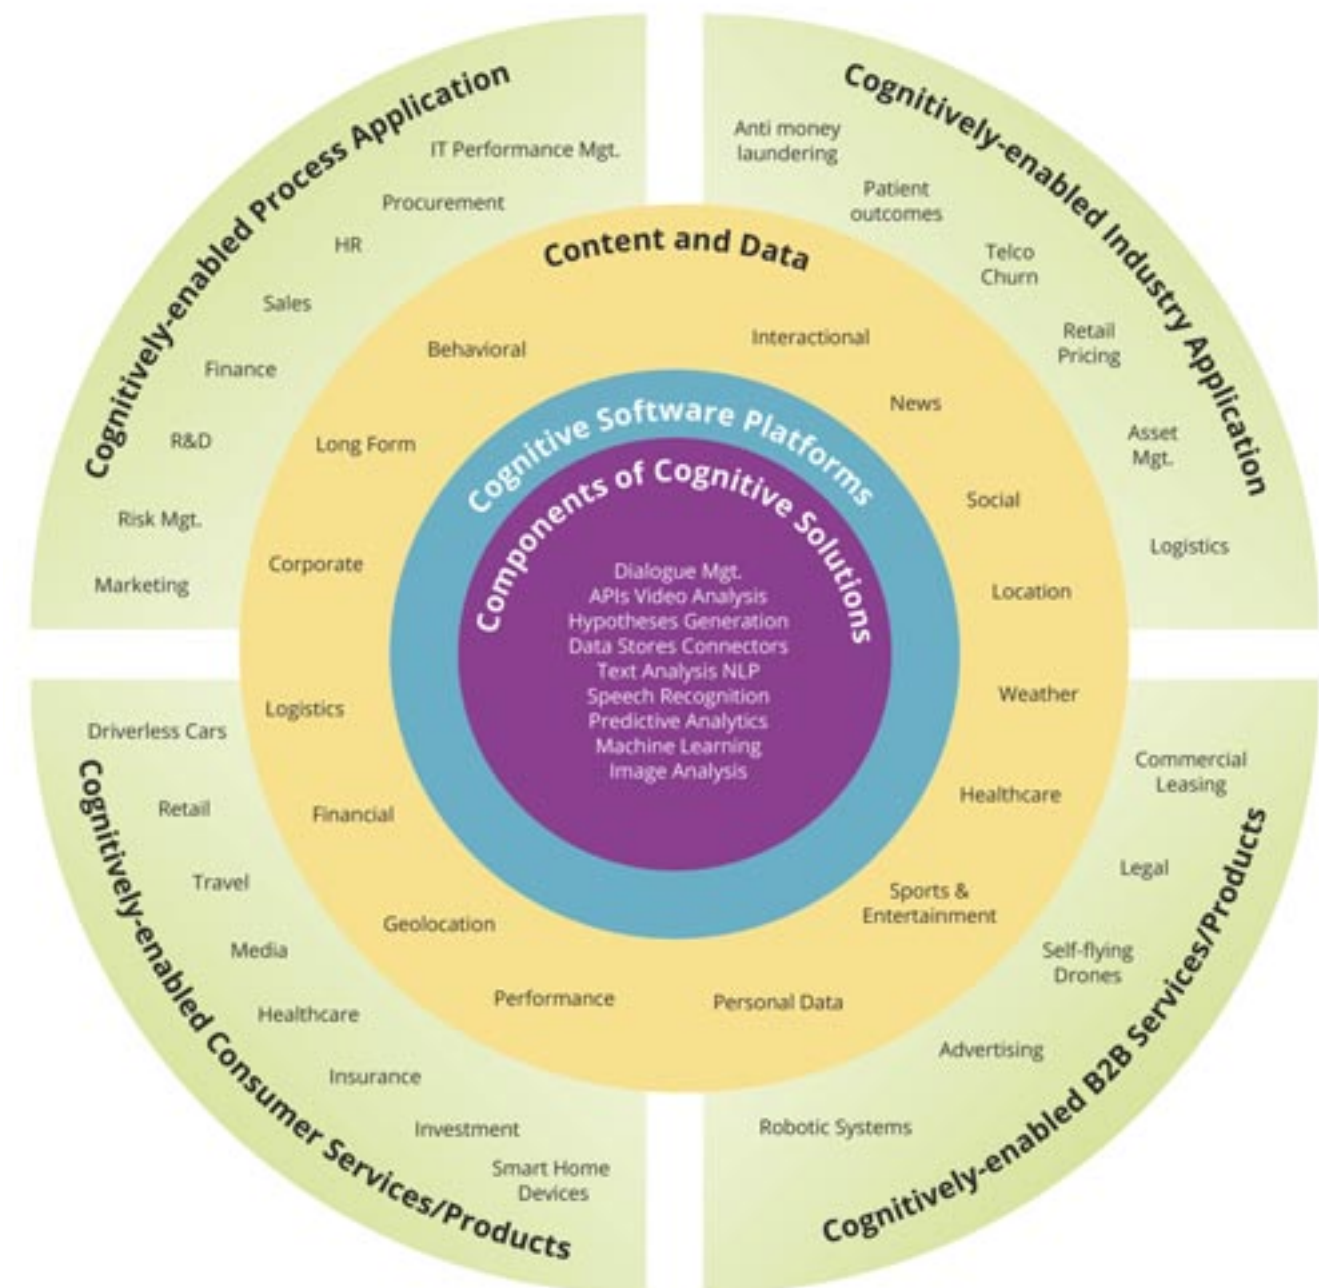 Cognitively-enabled Process Application
IT Performance Mgt.
Procurement
HR
Sales
Finance
R&D
Risk Mgt.
Marketing
Cognitively-enabled Industry Application
Anti money
laundering
Patient
outcomes
Telco
Churn
Retail
Pricing
Asset
Mgt.
Logistics
Content and Data
Behavioral
Long Form
Corporate
Logistics
Financial
Geolocation
Performance
Interactional
News
Social
Location
Weather
Healthcare
Sports &
Entertainment
Personal Data
Cognitive Software Platforms
Components of Cognitive Solutions
Dialogue Mgt.
APIs Video Analysis
Hypotheses Generation
Data Stores Connectors
Text Analysis NLP
Speech Recognition
Predictive Analytics
Machine Learning
Image Analysis
Cognitively-enabled Consumer Services/Products
Driverless Cars
Retail
Travel
Media
Healthcare
Insurance
Investment
Smart Home
Devices
Cognitively-enabled B2B Services/Products
Commercial
Leasing
Legal
Self-flying
Drones
Advertising
Robotic Systems